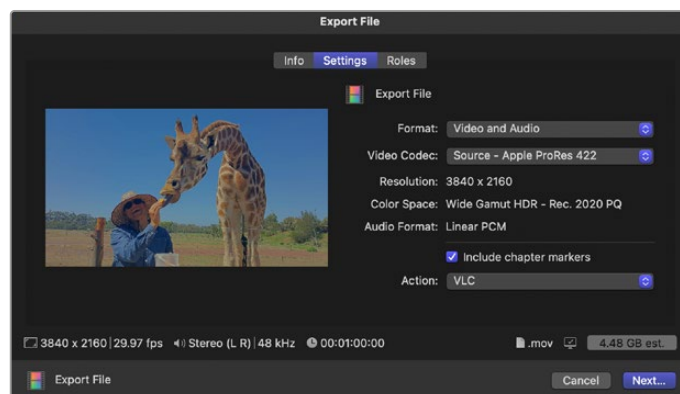 Export File
Info Settings Roles
Export File
Format: Video and Audio
Video Codec: Source - Apple ProRes 422
Resolution: 3840 x 2160
Color Space: Wide Gamut HDR - Rec. 2020 PQ
Audio Format: Linear PCM
Include chapter markers
Action: VLC
3840 x 2160 | 29.97 fps Stereo (L R) | 48 kHz 00:01:00:00 .mov 4.48 GB est.
Export File Cancel Next...